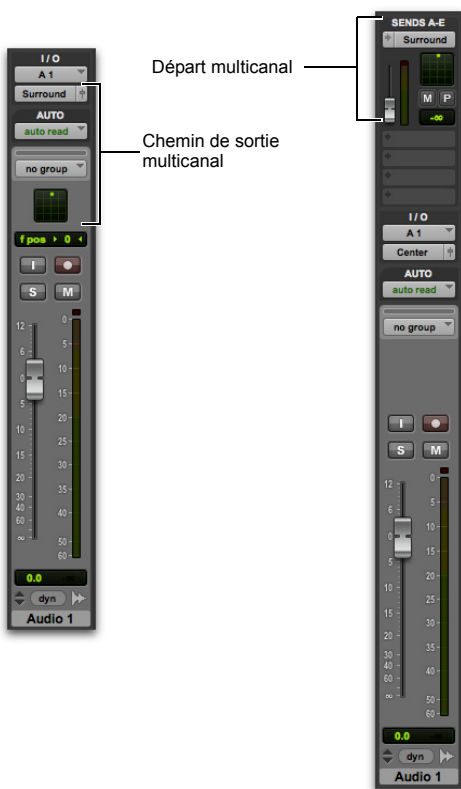 I / O
A 1
Surround
AUTO
auto read
no group
f pos 0
I
S M
12
6
0
5
10
15
20
30
40
60
∞
0
5
10
15
20
25
30
35
40
50
60
0.0
dyn
Audio 1
Chemin de sortie
multicanal
Départ multicanal
SENDS A-E
Surround
M P
-∞
I / O
A 1
Center
AUTO
auto read
no group
I
S M
12
6
0
5
10
15
20
30
40
60
∞
0
5
10
15
20
25
30
35
40
50
60
0.0
dyn
Audio 1